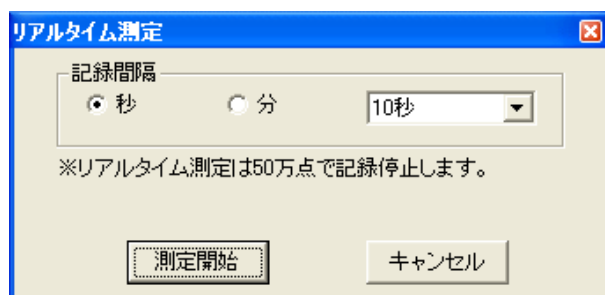 リアルタイム測定
記録間隔
秒 分 10秒
※リアルタイム測定は50万点で記録停止します。
測定開始 キャンセル